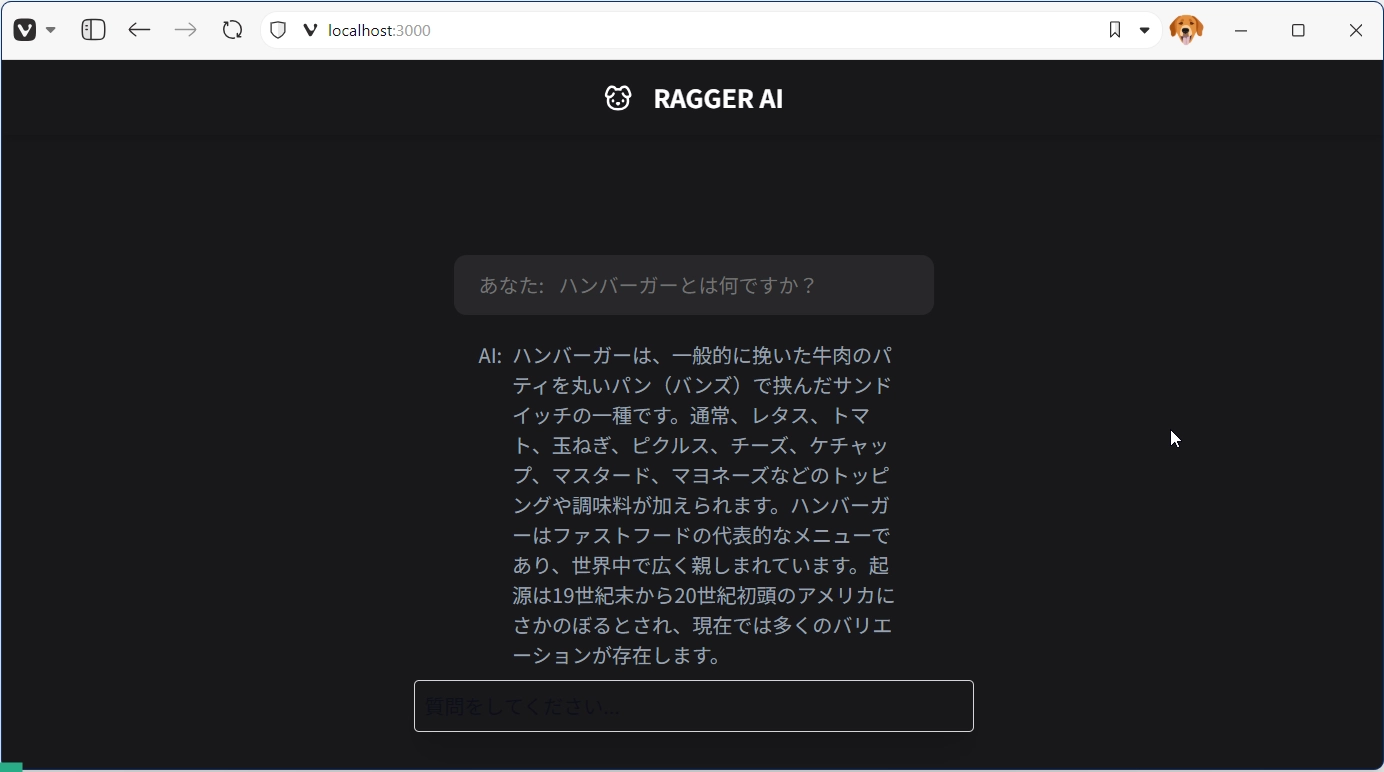 localhost:3000
RAGGER AI
あなた: ハンバーガーとは何ですか？
AI: ハンバーガーは、一般的に挽いた牛肉のパ
ティを丸いパン（バンズ）で挟んだサンド
イッチの一種です。通常、レタス、トマ
ト、玉ねぎ、ピクルス、チーズ、ケチャッ
プ、マスタード、マヨネーズなどのトッピ
ングや調味料が加えられます。ハンバーガ
ーはファストフードの代表的なメニューで
あり、世界中で広く親しまれています。起
源は19世紀末から20世紀初頭のアメリカに
さかのぼるとされ、現在では多くのバリエ
ーションが存在します。
質問をしてください...